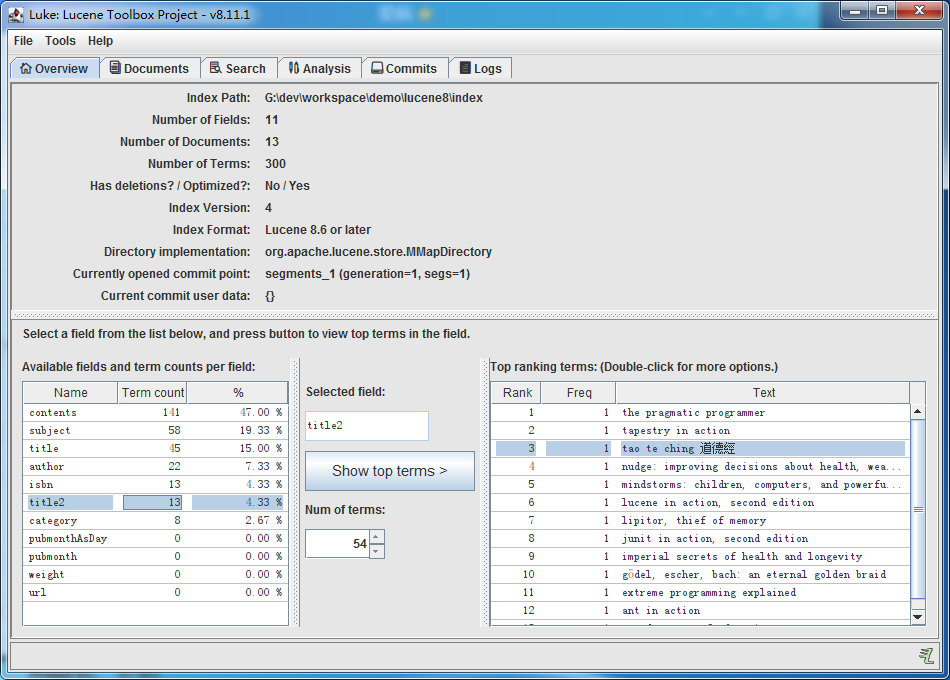 Luke: Lucene Toolbox Project - v8.11.1
File Tools Help
Overview Documents Search Analysis Commits Logs
Index Path: G:\dev\workspace\demo\lucene8\index
Number of Fields: 11
Number of Documents: 13
Number of Terms: 300
Has deletions? / Optimized?: No / Yes
Index Version: 4
Index Format: Lucene 8.6 or later
Directory implementation: org.apache.lucene.store.MMapDirectory
Currently opened commit point: segments_1 (generation=1, segs=1)
Current commit user data: {}
Select a field from the list below, and press button to view top terms in the field.
Available fields and term counts per field:
Name Term count %
contents 141 47.00 %
subject 58 19.33 %
title 45 15.00 %
author 22 7.33 %
isbn 13 4.33 %
title2 13 4.33 %
category 8 2.67 %
pubmonthAsDay 0 0.00 %
pubmonth 0 0.00 %
weight 0 0.00 %
url 0 0.00 %
Selected field:
title2
Show top terms >
Num of terms:
54
Top ranking terms: (Double-click for more options.)
Rank Freq Text
1 1 the pragmatic programmer
2 1 tapestry in action
3 1 tao te ching 道德經
4 1 nudge: improving decisions about health, wea...
5 1 mindstorms: children, computers, and powerfu...
6 1 lucene in action, second edition
7 1 lipitor, thief of memory
8 1 junit in action, second edition
9 1 imperial secrets of health and longevity
10 1 gödel, escher, bach: an eternal golden braid
11 1 extreme programming explained
12 1 ant in action